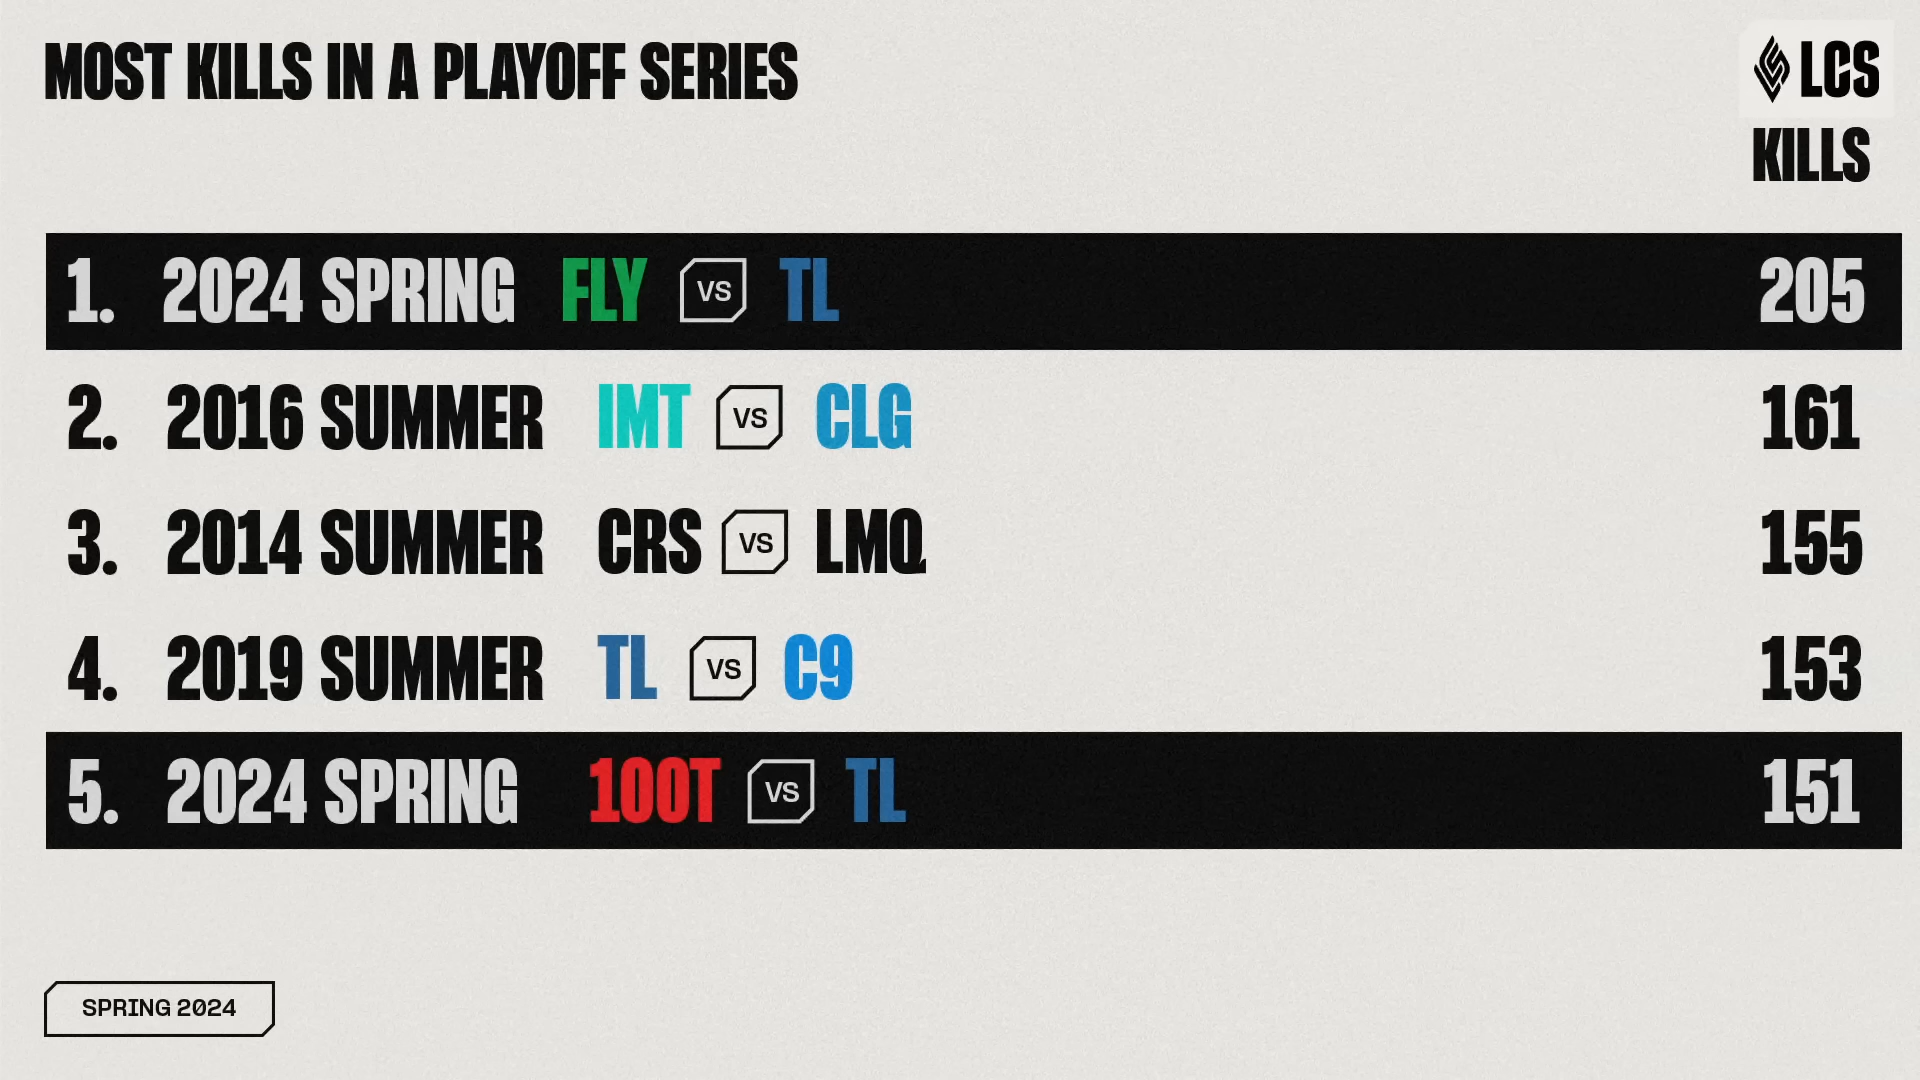 MOST KILLS IN A PLAYOFF SERIES
LCS
KILLS
1. 2024 SPRING FLY VS TL 205
2. 2016 SUMMER IMT VS CLG 161
3. 2014 SUMMER CRS VS LMQ 155
4. 2019 SUMMER TL VS C9 153
5. 2024 SPRING 100T VS TL 151
SPRING 2024